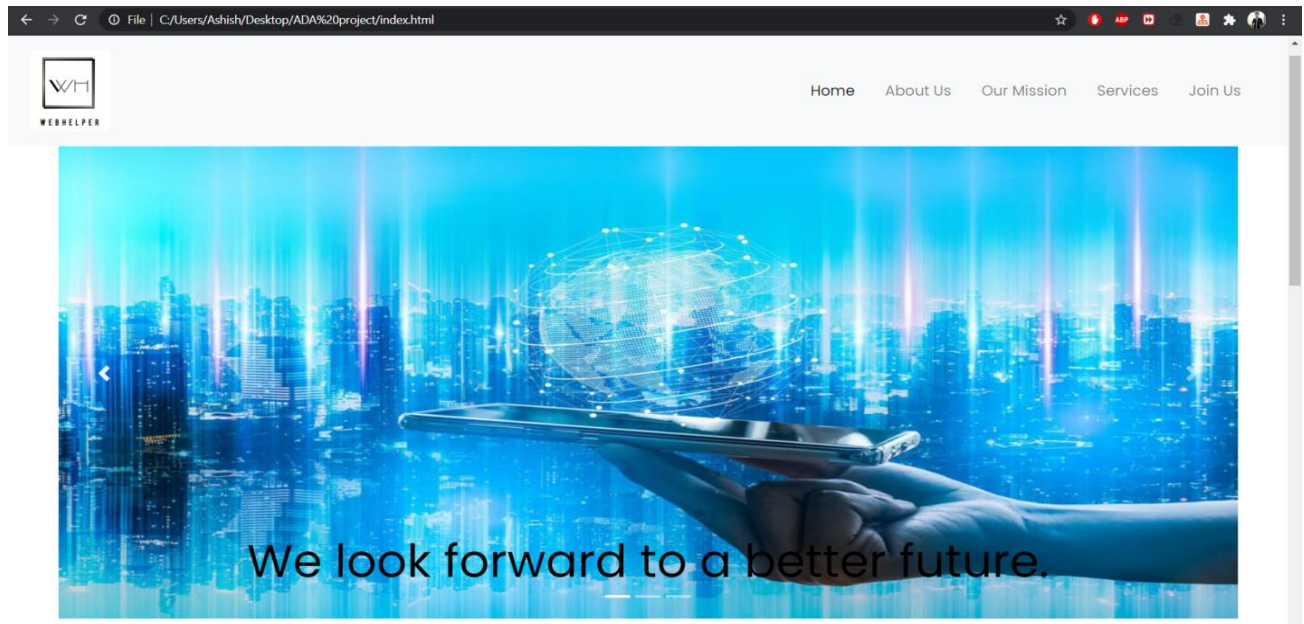 File | C:/Users/Ashish/Desktop/ADA%20project/index.html
ABP
WH
WEBHELPER
Home About Us Our Mission Services Join Us
We look forward to a better future.